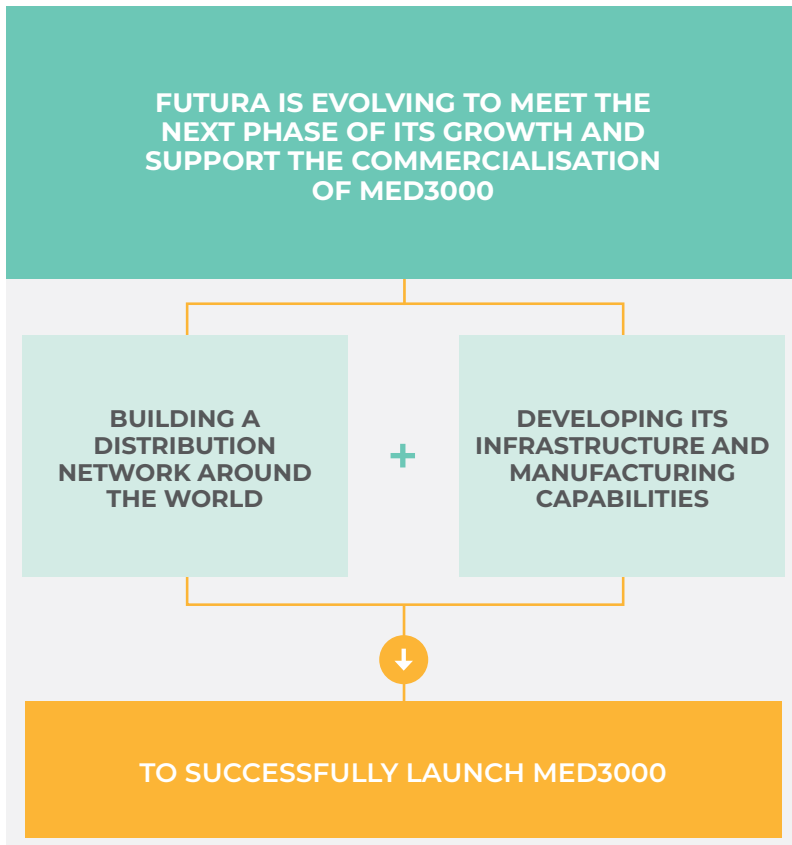 FUTURA IS EVOLVING TO MEET THE
NEXT PHASE OF ITS GROWTH AND
SUPPORT THE COMMERCIALISATION
OF MED3000
BUILDING A
DISTRIBUTION
NETWORK AROUND
THE WORLD
+
DEVELOPING ITS
INFRASTRUCTURE AND
MANUFACTURING
CAPABILITIES
TO SUCCESSFULLY LAUNCH MED3000